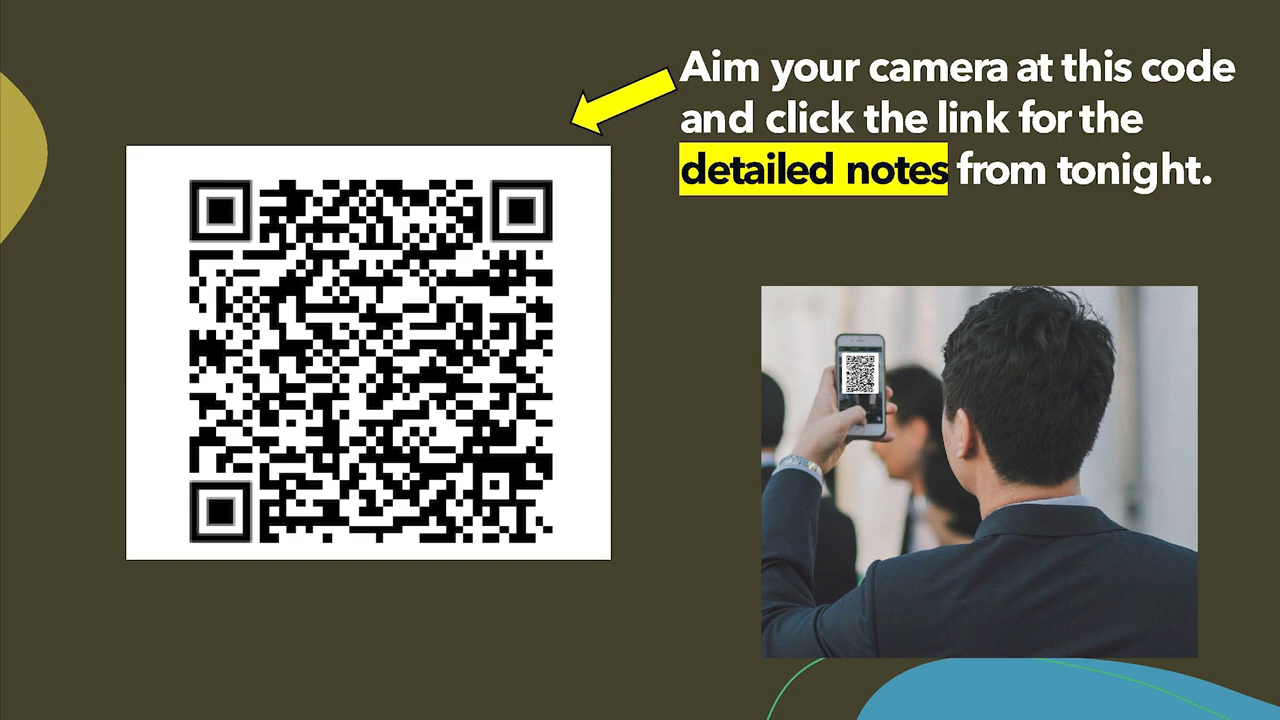 Aim your camera at this code
and click the link for the
detailed notes from tonight.